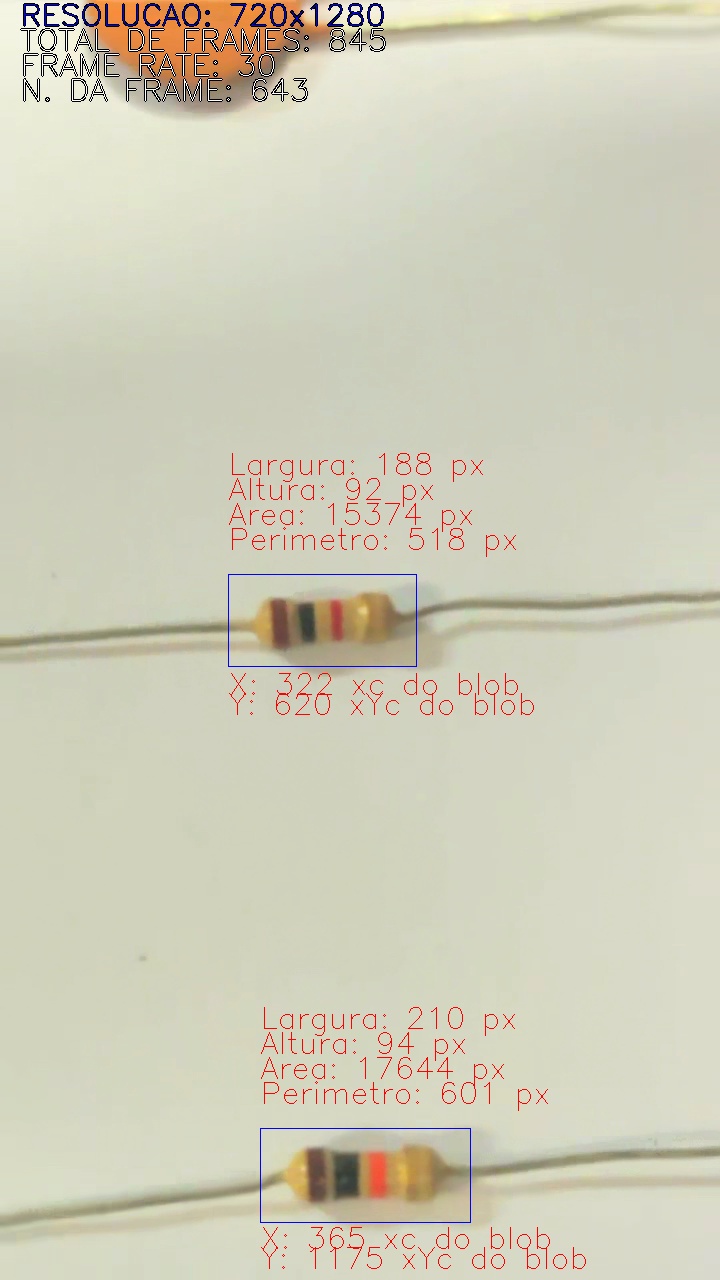 RESOLUCAO: 720x1280
TOTAL DE FRAMES: 845
FRAME RATE: 30
N. DA FRAME: 643
Largura: 188 px
Altura: 92 px
Area: 15374 px
Perimetro: 518 px
X: 322 xc do blob
Y: 620 xYc do blob
Largura: 210 px
Altura: 94 px
Area: 17644 px
Perimetro: 601 px
X: 365 xc do blob
Y: 1175 xYc do blob